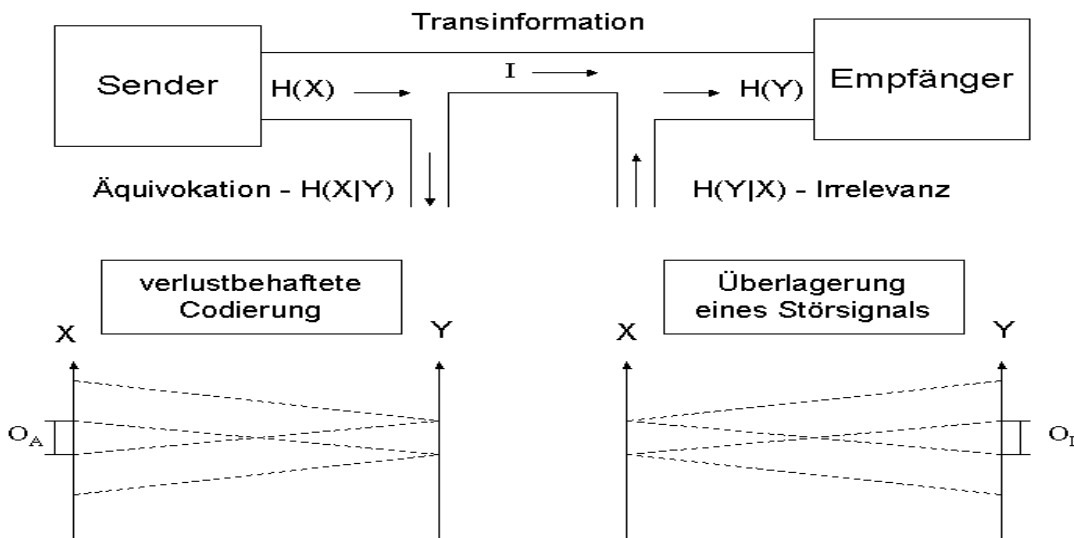 Transinformation
Sender
I
Empfänger
H(X)
H(Y)
Äquivokation - H(X|Y)
H(Y|X) - Irrelevanz
verlustbehaftete
Codierung
Überlagerung
eines Störsignals
X
Y
X
Y
O_A
O_I